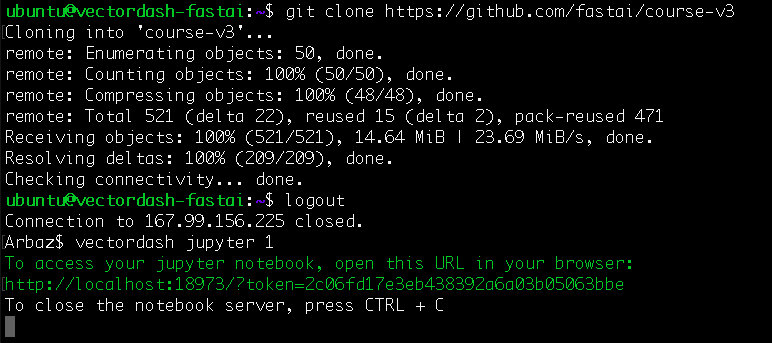 ubuntu@vectordash-fastai:~$ git clone https://github.com/fastai/course-v3
Cloning into 'course-v3'...
remote: Enumerating objects: 50, done.
remote: Counting objects: 100% (50/50), done.
remote: Compressing objects: 100% (48/48), done.
remote: Total 521 (delta 22), reused 15 (delta 2), pack-reused 471
Receiving objects: 100% (521/521), 14.64 MiB | 23.69 MiB/s, done.
Resolving deltas: 100% (209/209), done.
Checking connectivity... done.
ubuntu@vectordash-fastai:~$ logout
Connection to 167.99.156.225 closed.
Arbaz$ vectordash jupyter 1
To access your jupyter notebook, open this URL in your browser:
http://localhost:18973/?token=2c06fd17e3eb438392a6a03b05063bbe
To close the notebook server, press CTRL + C